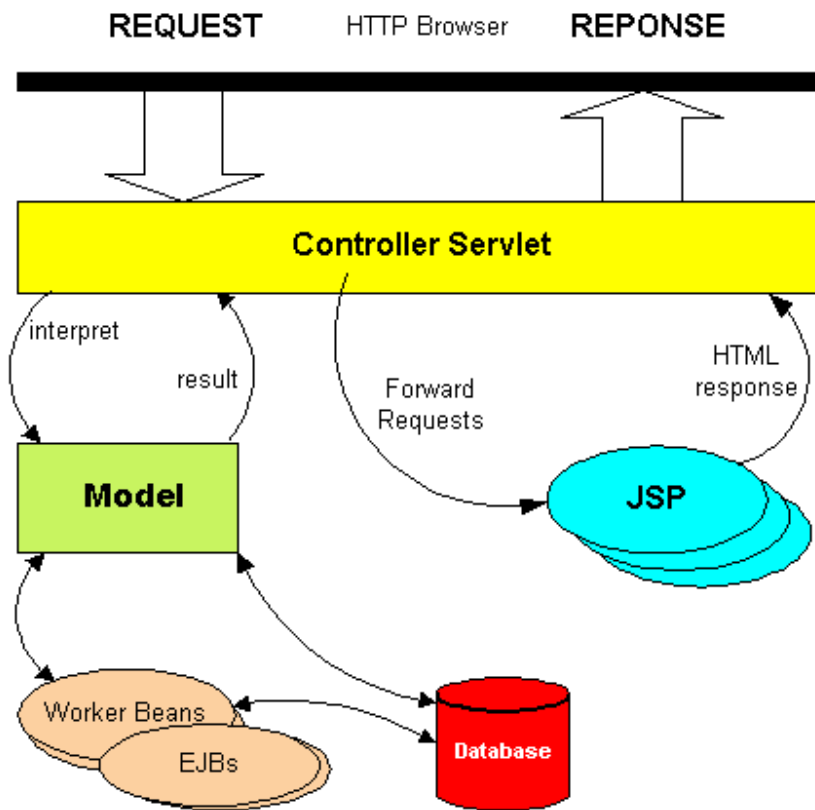 REQUEST
HTTP Browser
REPONSE
Controller Servlet
interpret
result
Forward
Requests
HTML
response
Model
JSP
Worker Beans
EJBs
Database